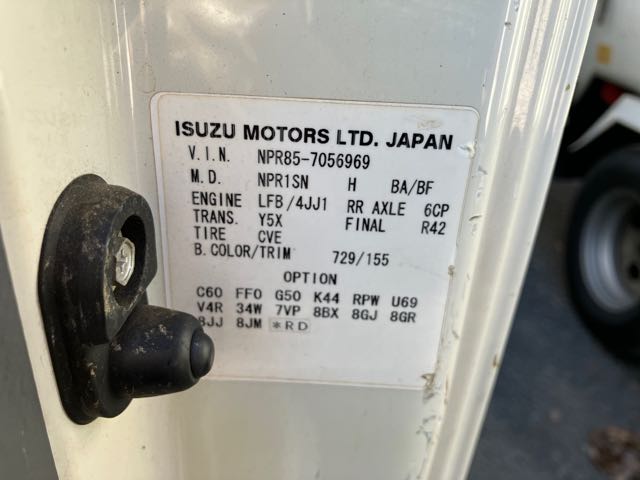 ISUZU MOTORS LTD. JAPAN
V.I.N. NPR85-7056969
M.D. NPR1SN H BA/BF
ENGINE LFB/4JJ1 RR AXLE 6CP
TRANS. Y5X FINAL R42
TIRE CVE
B.COLOR/TRIM 729/155
OPTION
C60 FF0 G50 K44 RPW U69
V4R 34W 7VP 8BX 8GJ 8GR
8JJ 8JM *RD